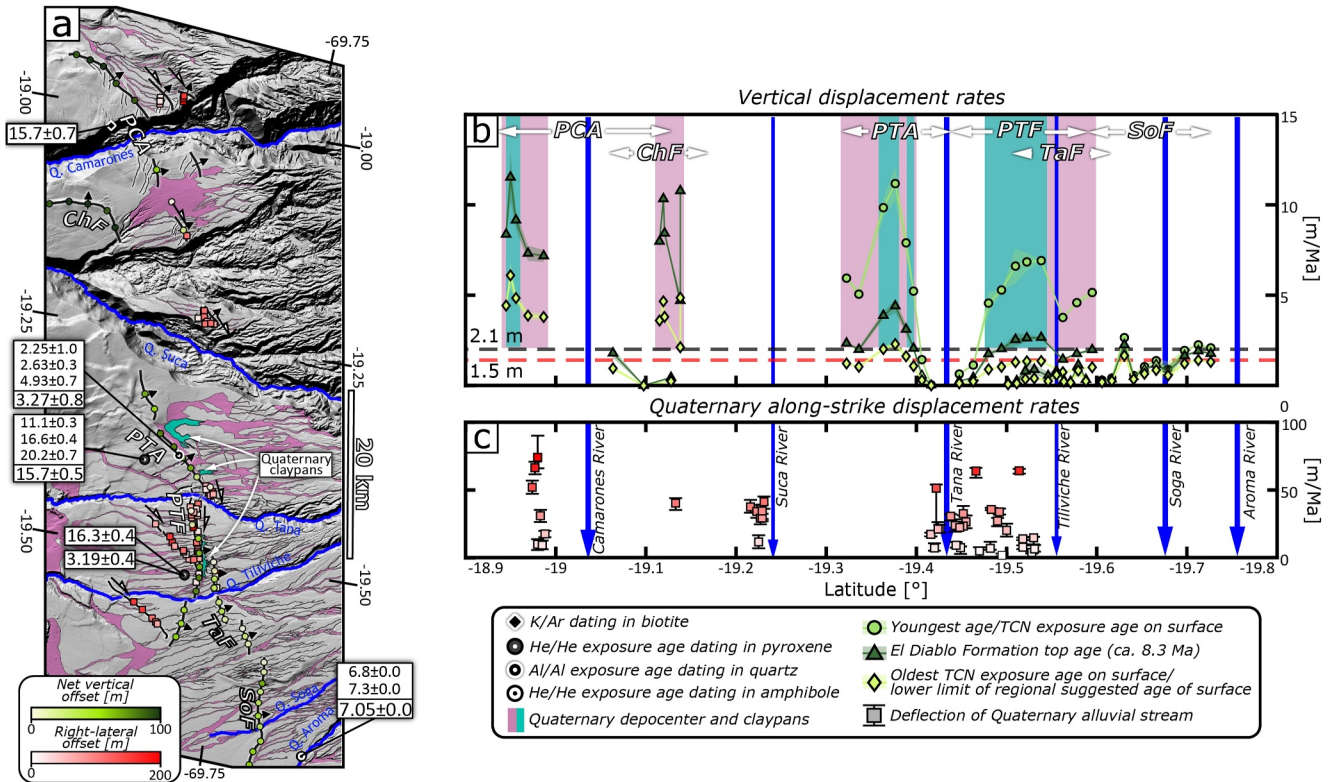 a
-69.75
-19.00
15.7±0.7
PCA
Q. Camarones
-19.00
ChF
-19.25
Q. Suca
2.25±1.0
2.63±0.3
4.93±0.7
3.27±0.8
-19.25
11.1±0.3
16.6±0.4
20.2±0.7
15.7±0.5
PTA
Quaternary
claypans
20 km
PTF
Q. Tana
-19.50
16.3±0.4
3.19±0.4
Q. Tiliviche
-19.50
TaF
6.8±0.0
7.3±0.0
7.05±0.0
SoF
Q. Soga
Q. Aroma
-69.75
Net vertical
offset [m]
0
100
Right-lateral
offset [m]
0
200
Vertical displacement rates
b
PCA
ChF
PTA
PTF
TaF
SoF
15
10
5
0
[m/Ma]
2.1 m
1.5 m
Quaternary along-strike displacement rates
c
Camarones River
Suca River
Tana River
Tiliviche River
Soga River
Aroma River
100
50
0
[m/Ma]
-18.9
-19
-19.1
-19.2
-19.3
-19.4
-19.5
-19.6
-19.7
-19.8
Latitude [°]
K/Ar dating in biotite
He/He exposure age dating in pyroxene
Al/Al exposure age dating in quartz
He/He exposure age dating in amphibole
Quaternary depocenter and claypans
Youngest age/TCN exposure age on surface
El Diablo Formation top age (ca. 8.3 Ma)
Oldest TCN exposure age on surface/
lower limit of regional suggested age of surface
Deflection of Quaternary alluvial stream